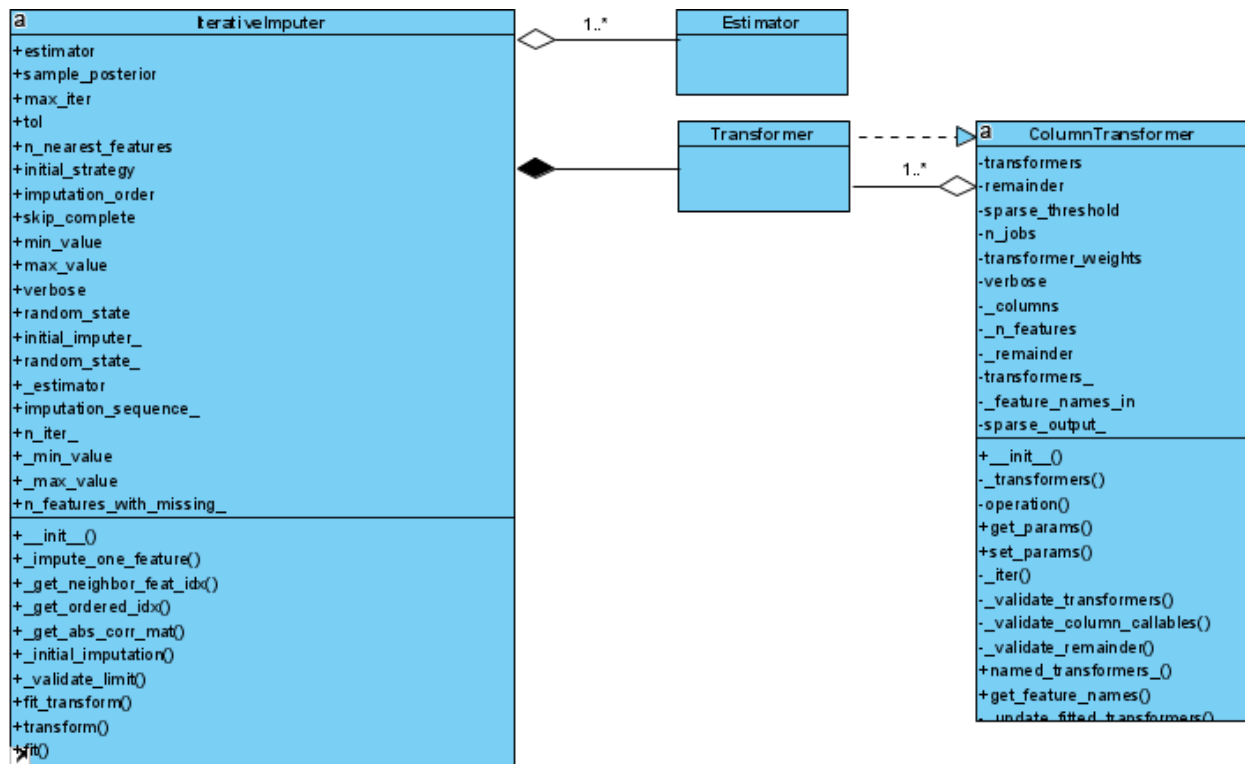 a
IterativeImputer
+estimator
+sample_posterior
+max_iter
+tol
+n_nearest_features
+initial_strategy
+imputation_order
+skip_complete
+min_value
+max_value
+verbose
+random_state
+initial_imputer_
+random_state_
+_estimator
+imputation_sequence_
+n_iter_
+_min_value
+_max_value
+n_features_with_missing_
+__init__()
+_impute_one_feature()
+_get_neighbor_feat_idx()
+_get_ordered_idx()
+_get_abs_corr_mat()
+_initial_imputation()
+_validate_limit()
+fit_transform()
+transform()
+fit()
1..*
Estimator
Transformer
1..*
a
ColumnTransformer
-transformers
-remainder
-sparse_threshold
-n_jobs
-transformer_weights
-verbose
-_columns
-_n_features
-_remainder
-transformers_
-_feature_names_in
-sparse_output_
+__init__()
-_transformers()
-operation()
+get_params()
+set_params()
-_iter()
-_validate_transformers()
-_validate_column_callables()
-_validate_remainder()
+named_transformers_()
+get_feature_names()
-_update_fitted_transformers()